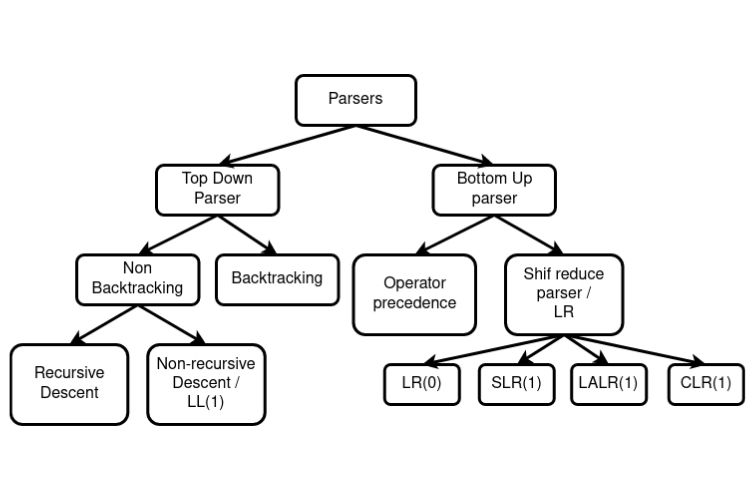 Parsers
Top Down
Parser
Bottom Up
parser
Non
Backtracking
Backtracking
Operator
precedence
Shif reduce
parser /
LR
Recursive
Descent
Non-recursive
Descent /
LL(1)
LR(0)
SLR(1)
LALR(1)
CLR(1)